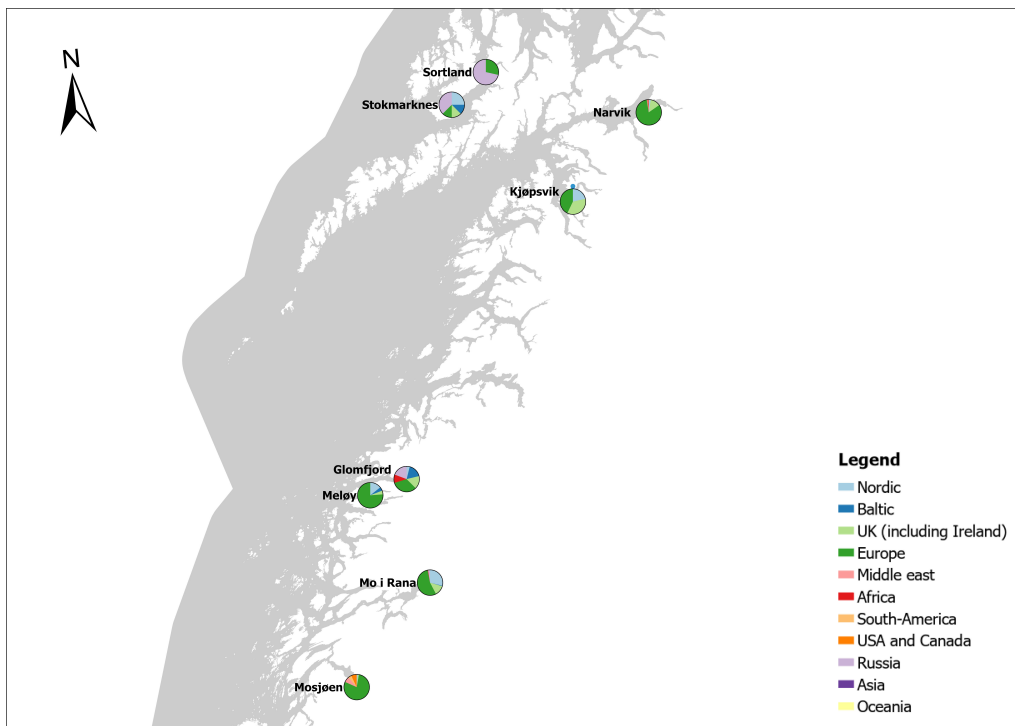 N
Sortland
Stokmarknes
Narvik
Kjøpsvik
Glomfjord
Meløy
Mo i Rana
Mosjøen
Legend
Nordic
Baltic
UK (including Ireland)
Europe
Middle east
Africa
South-America
USA and Canada
Russia
Asia
Oceania